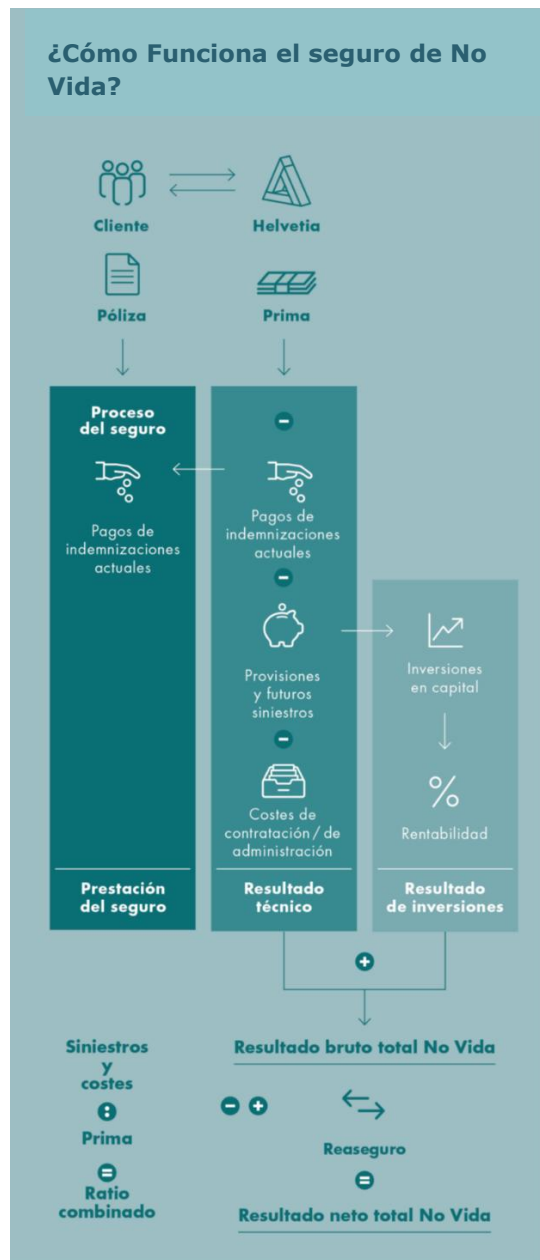 ¿Cómo Funciona el seguro de No
Vida?
Cliente
Helvetia
Póliza
Prima
Proceso
del seguro
Pagos de
indemnizaciones
actuales
Prestación
del seguro
Pagos de
indemnizaciones
actuales
Provisiones
y futuros
siniestros
Costes de
contratación / de
administración
Resultado
técnico
Inversiones
en capital
%
Rentabilidad
Resultado
de inversiones
Siniestros
y
costes
Prima
Ratio
combinado
Resultado bruto total No Vida
Reaseguro
Resultado neto total No Vida